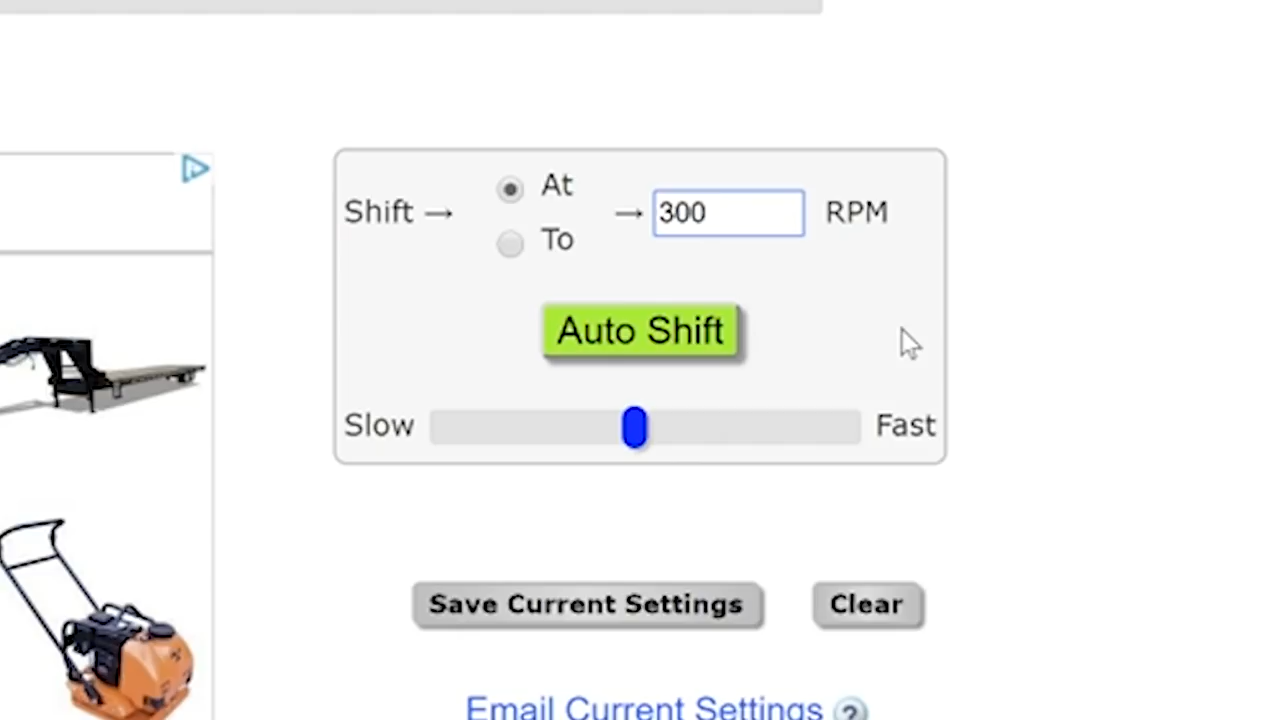 At
Shift → → 300 RPM
To
Auto Shift
Slow Fast
Save Current Settings Clear
Email Current Settings ?